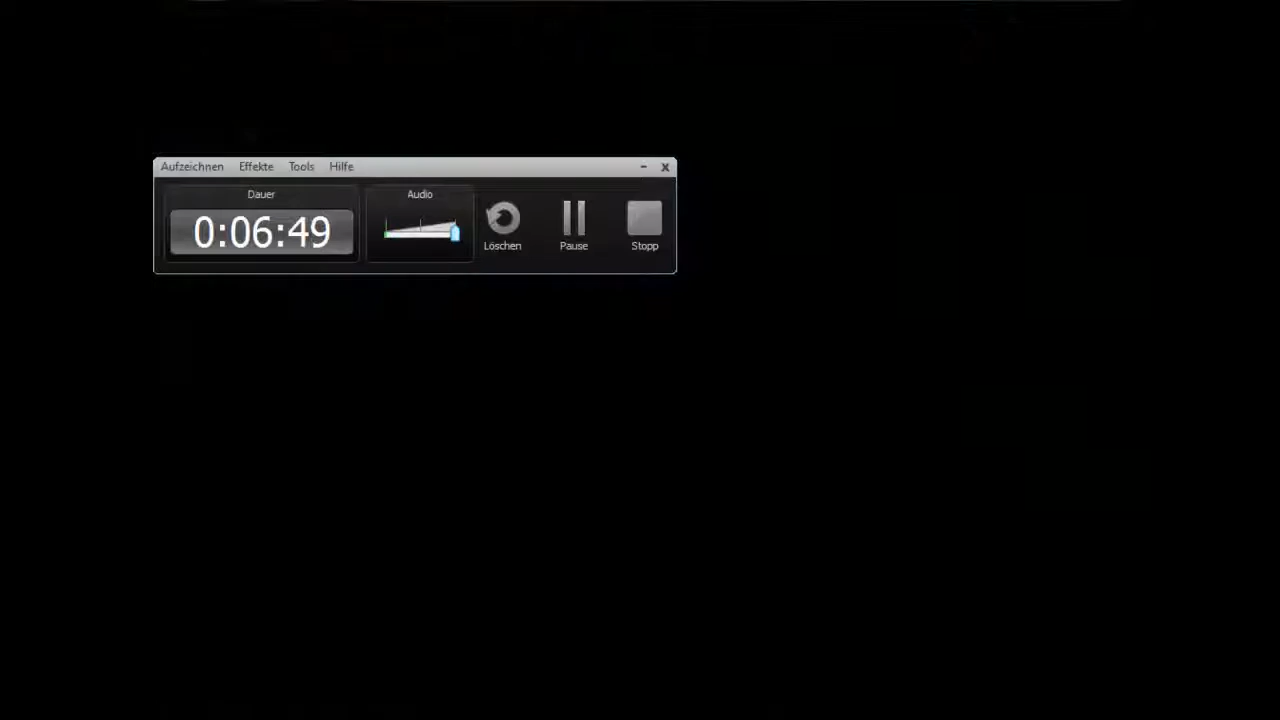 Aufzeichnen Effekte Tools Hilfe
Dauer
0:06:49
Audio
Löschen
Pause
Stopp